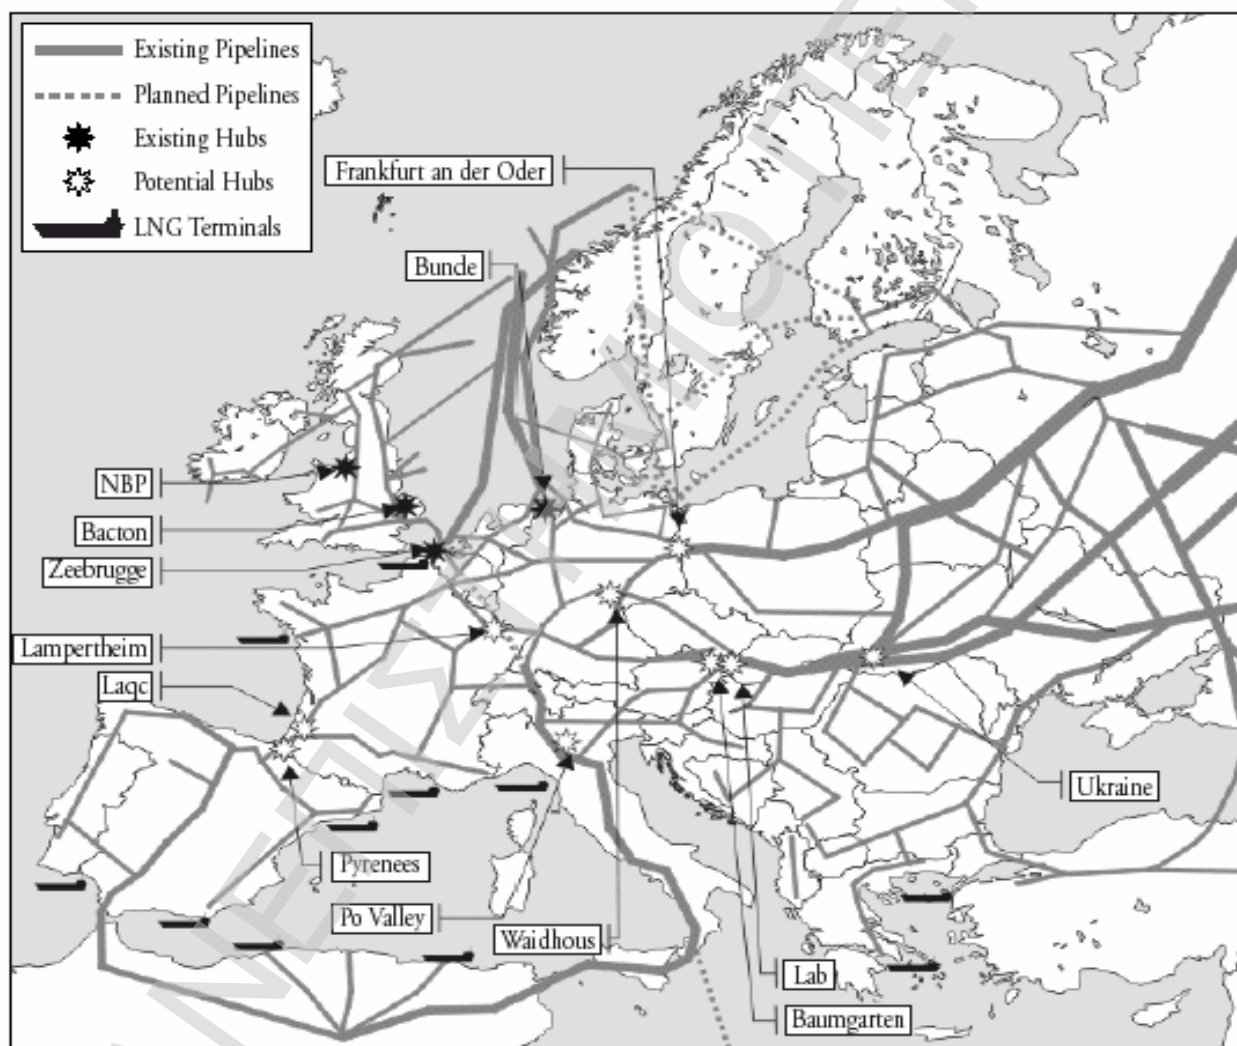 Existing Pipelines
Planned Pipelines
Existing Hubs
Potential Hubs
LNG Terminals
Frankfurt an der Oder
Bunde
NBP
Bacton
Zeebrugge
Lampertheim
Laqc
Ukraine
Pyrenees
Po Valley
Waidhous
Lab
Baumgarten